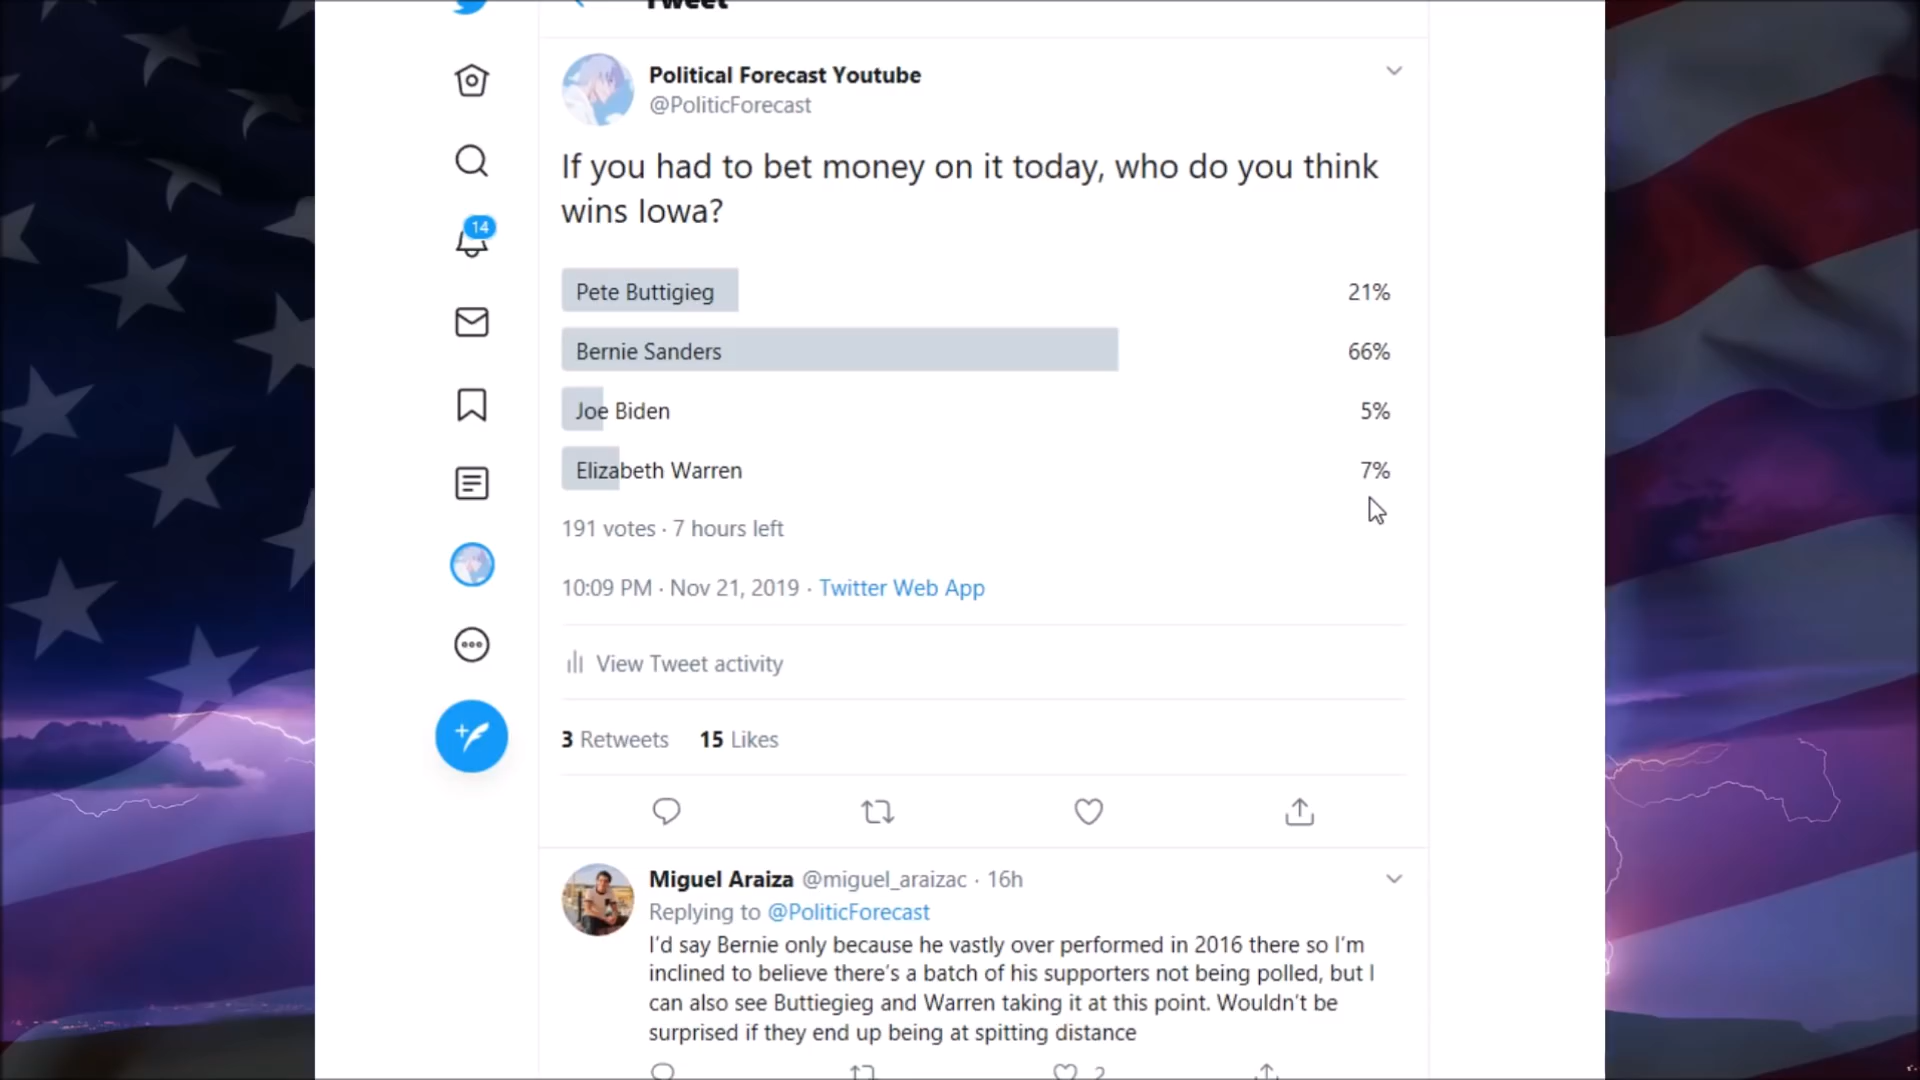 Tweet
Political Forecast Youtube
@PoliticForecast
If you had to bet money on it today, who do you think
wins Iowa?
Pete Buttigieg 21%
Bernie Sanders 66%
Joe Biden 5%
Elizabeth Warren 7%
191 votes · 7 hours left
10:09 PM · Nov 21, 2019 · Twitter Web App
View Tweet activity
3 Retweets 15 Likes
Miguel Araiza @miguel_araizac · 16h
Replying to @PoliticForecast
I'd say Bernie only because he vastly over performed in 2016 there so I'm
inclined to believe there's a batch of his supporters not being polled, but I
can also see Buttiegieg and Warren taking it at this point. Wouldn't be
surprised if they end up being at spitting distance
2
14